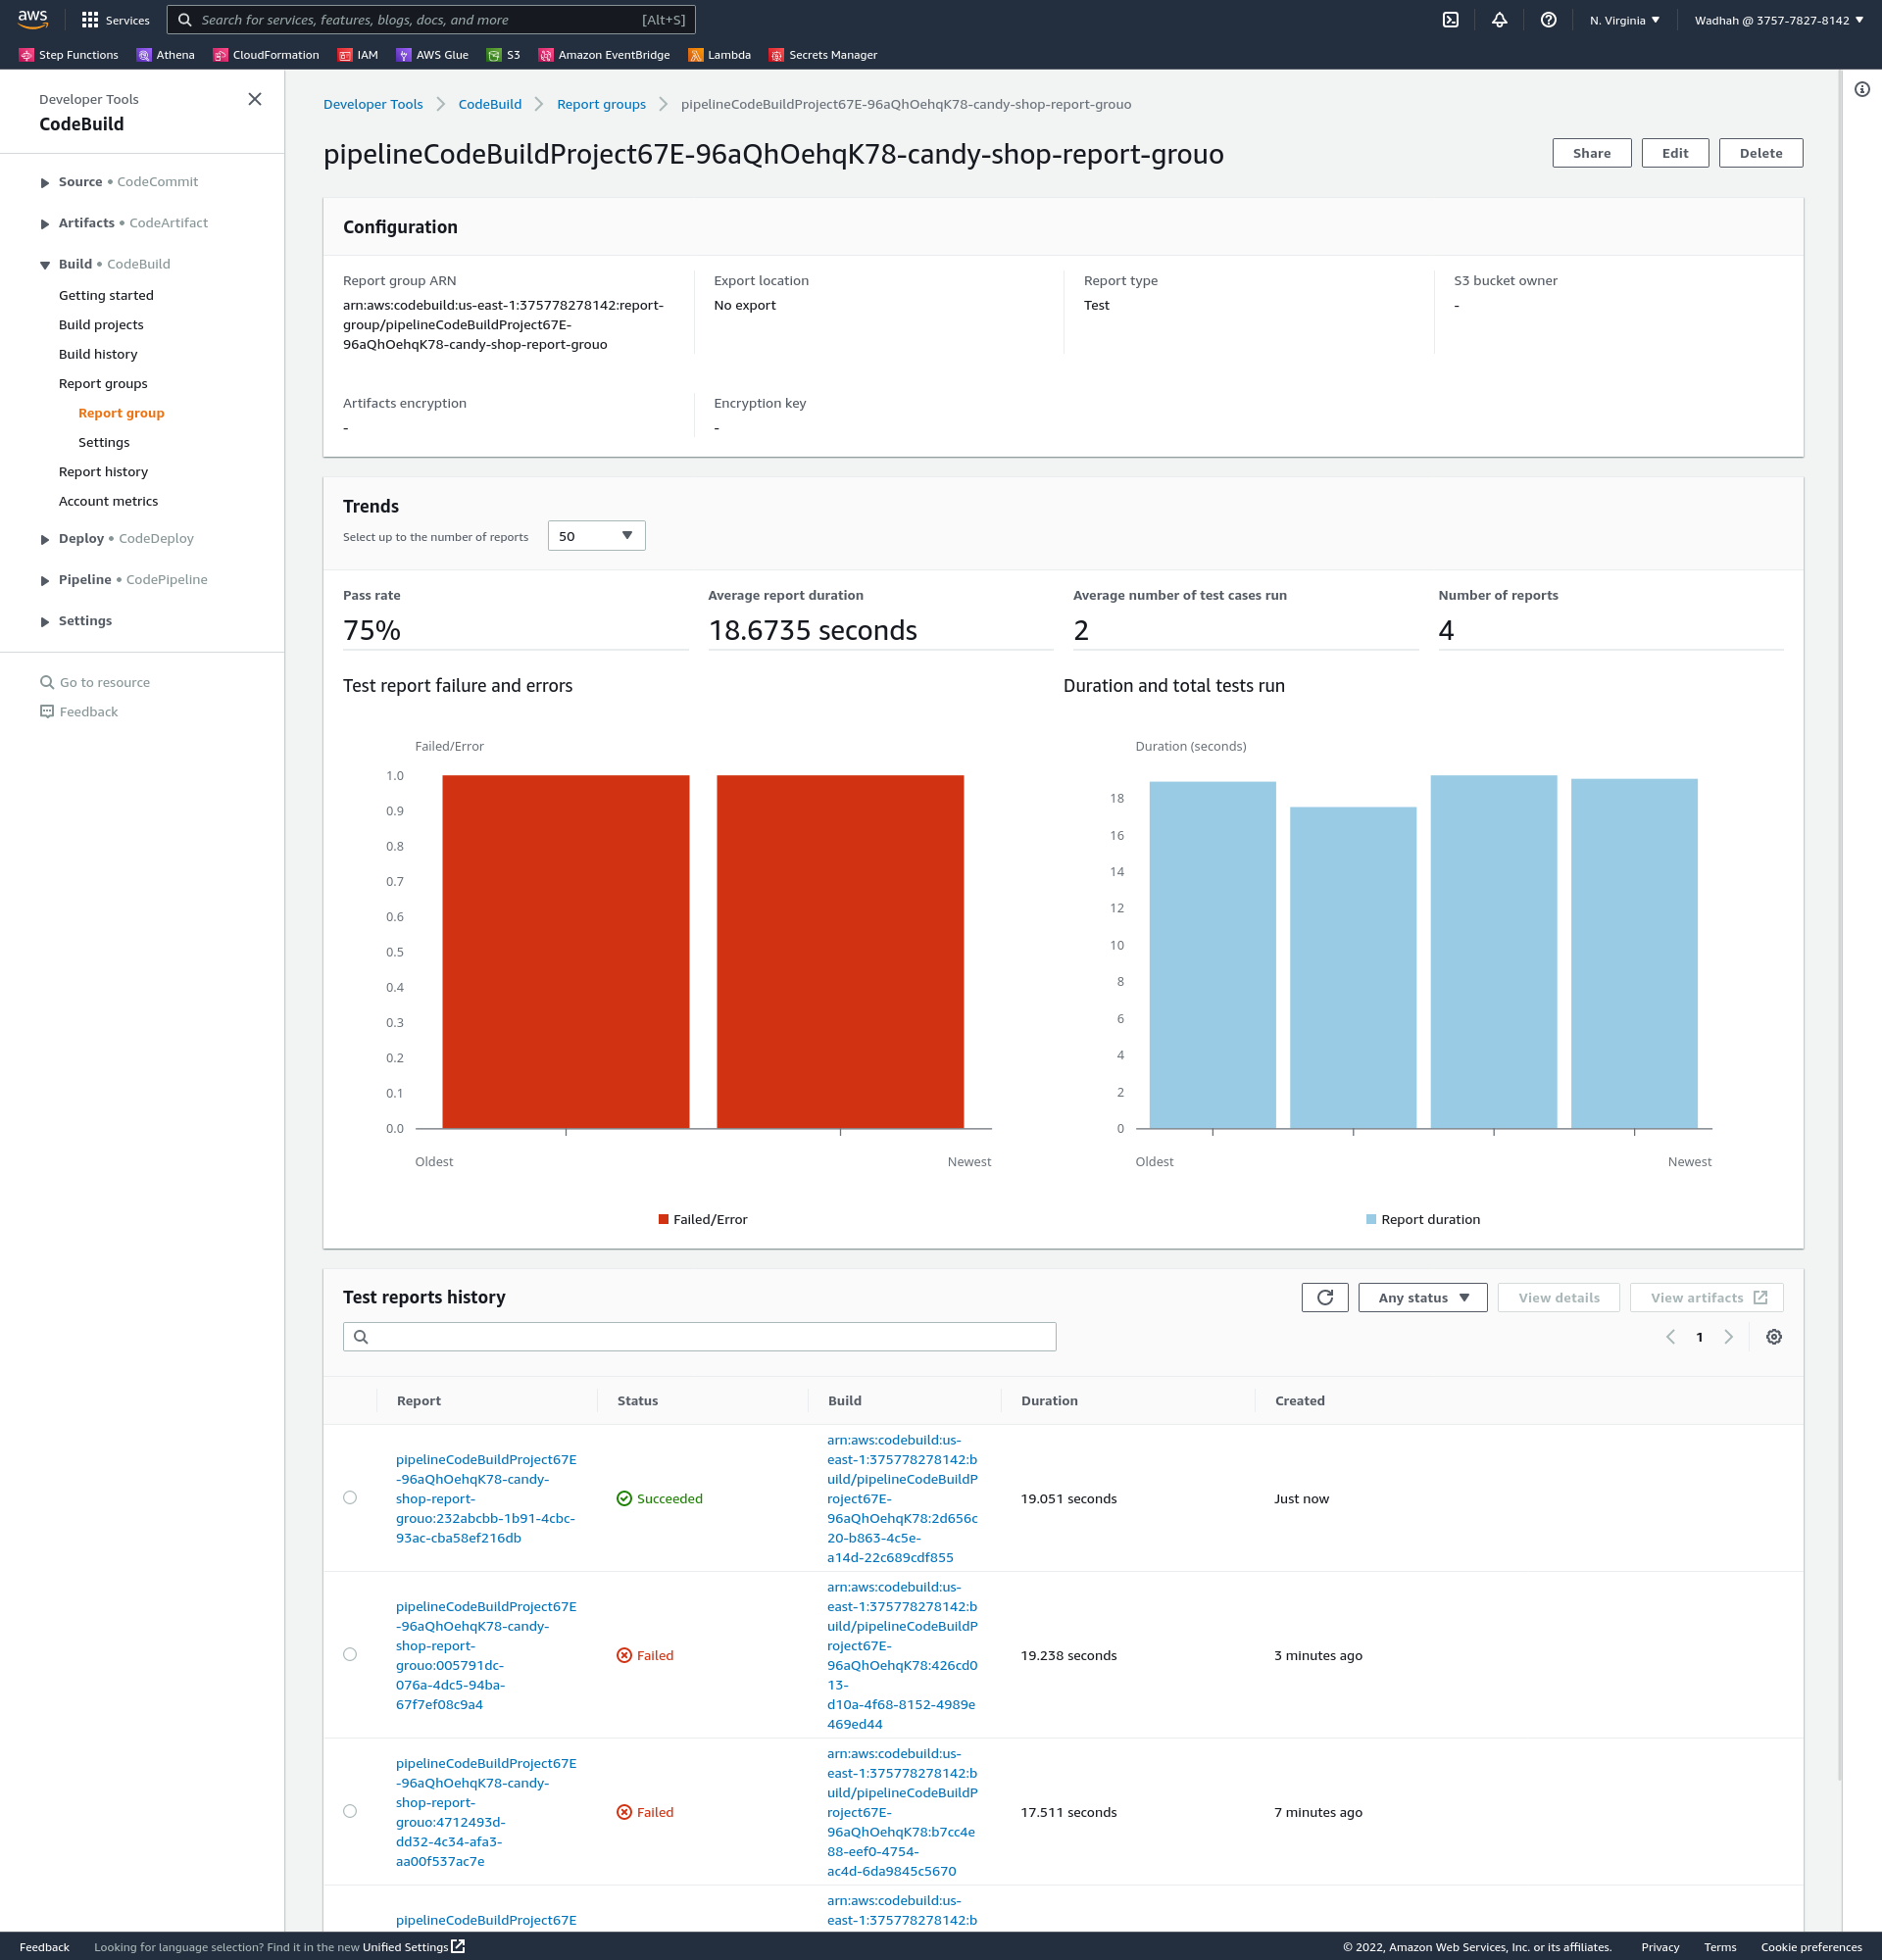 aws
Services
Search for services, features, blogs, docs, and more
[Alt+S]
N. Virginia
Wadhah @ 3757-7827-8142
Step Functions
Athena
CloudFormation
IAM
AWS Glue
S3
Amazon EventBridge
Lambda
Secrets Manager
Developer Tools
CodeBuild
Source • CodeCommit
Artifacts • CodeArtifact
Build • CodeBuild
Getting started
Build projects
Build history
Report groups
Report group
Settings
Report history
Account metrics
Deploy • CodeDeploy
Pipeline • CodePipeline
Settings
Go to resource
Feedback
Developer Tools
CodeBuild
Report groups
pipelineCodeBuildProject67E-96aQhOehqK78-candy-shop-report-grouo
pipelineCodeBuildProject67E-96aQhOehqK78-candy-shop-report-grouo
Share
Edit
Delete
Configuration
Report group ARN
arn:aws:codebuild:us-east-1:375778278142:report-
group/pipelineCodeBuildProject67E-
96aQhOehqK78-candy-shop-report-grouo
Export location
No export
Report type
Test
S3 bucket owner
-
Artifacts encryption
-
Encryption key
-
Trends
Select up to the number of reports
50
Pass rate
75%
Average report duration
18.6735 seconds
Average number of test cases run
2
Number of reports
4
Test report failure and errors
Failed/Error
1.0
0.9
0.8
0.7
0.6
0.5
0.4
0.3
0.2
0.1
0.0
Oldest
Newest
Failed/Error
Duration and total tests run
Duration (seconds)
18
16
14
12
10
8
6
4
2
0
Oldest
Newest
Report duration
Test reports history
Any status
View details
View artifacts
1
Report
Status
Build
Duration
Created
pipelineCodeBuildProject67E
-96aQhOehqK78-candy-
shop-report-
grouo:232abcbb-1b91-4cbc-
93ac-cba58ef216db
Succeeded
arn:aws:codebuild:us-
east-1:375778278142:b
uild/pipelineCodeBuildP
roject67E-
96aQhOehqK78:2d656c
20-b863-4c5e-
a14d-22c689cdf855
19.051 seconds
Just now
pipelineCodeBuildProject67E
-96aQhOehqK78-candy-
shop-report-
grouo:005791dc-
076a-4dc5-94ba-
67f7ef08c9a4
Failed
arn:aws:codebuild:us-
east-1:375778278142:b
uild/pipelineCodeBuildP
roject67E-
96aQhOehqK78:426cd0
13-
d10a-4f68-8152-4989e
469ed44
19.238 seconds
3 minutes ago
pipelineCodeBuildProject67E
-96aQhOehqK78-candy-
shop-report-
grouo:4712493d-
dd32-4c34-afa3-
aa00f537ac7e
Failed
arn:aws:codebuild:us-
east-1:375778278142:b
uild/pipelineCodeBuildP
roject67E-
96aQhOehqK78:b7cc4e
88-eef0-4754-
ac4d-6da9845c5670
17.511 seconds
7 minutes ago
pipelineCodeBuildProject67E
arn:aws:codebuild:us-
east-1:375778278142:b
Feedback
Looking for language selection? Find it in the new Unified Settings
© 2022, Amazon Web Services, Inc. or its affiliates.
Privacy
Terms
Cookie preferences